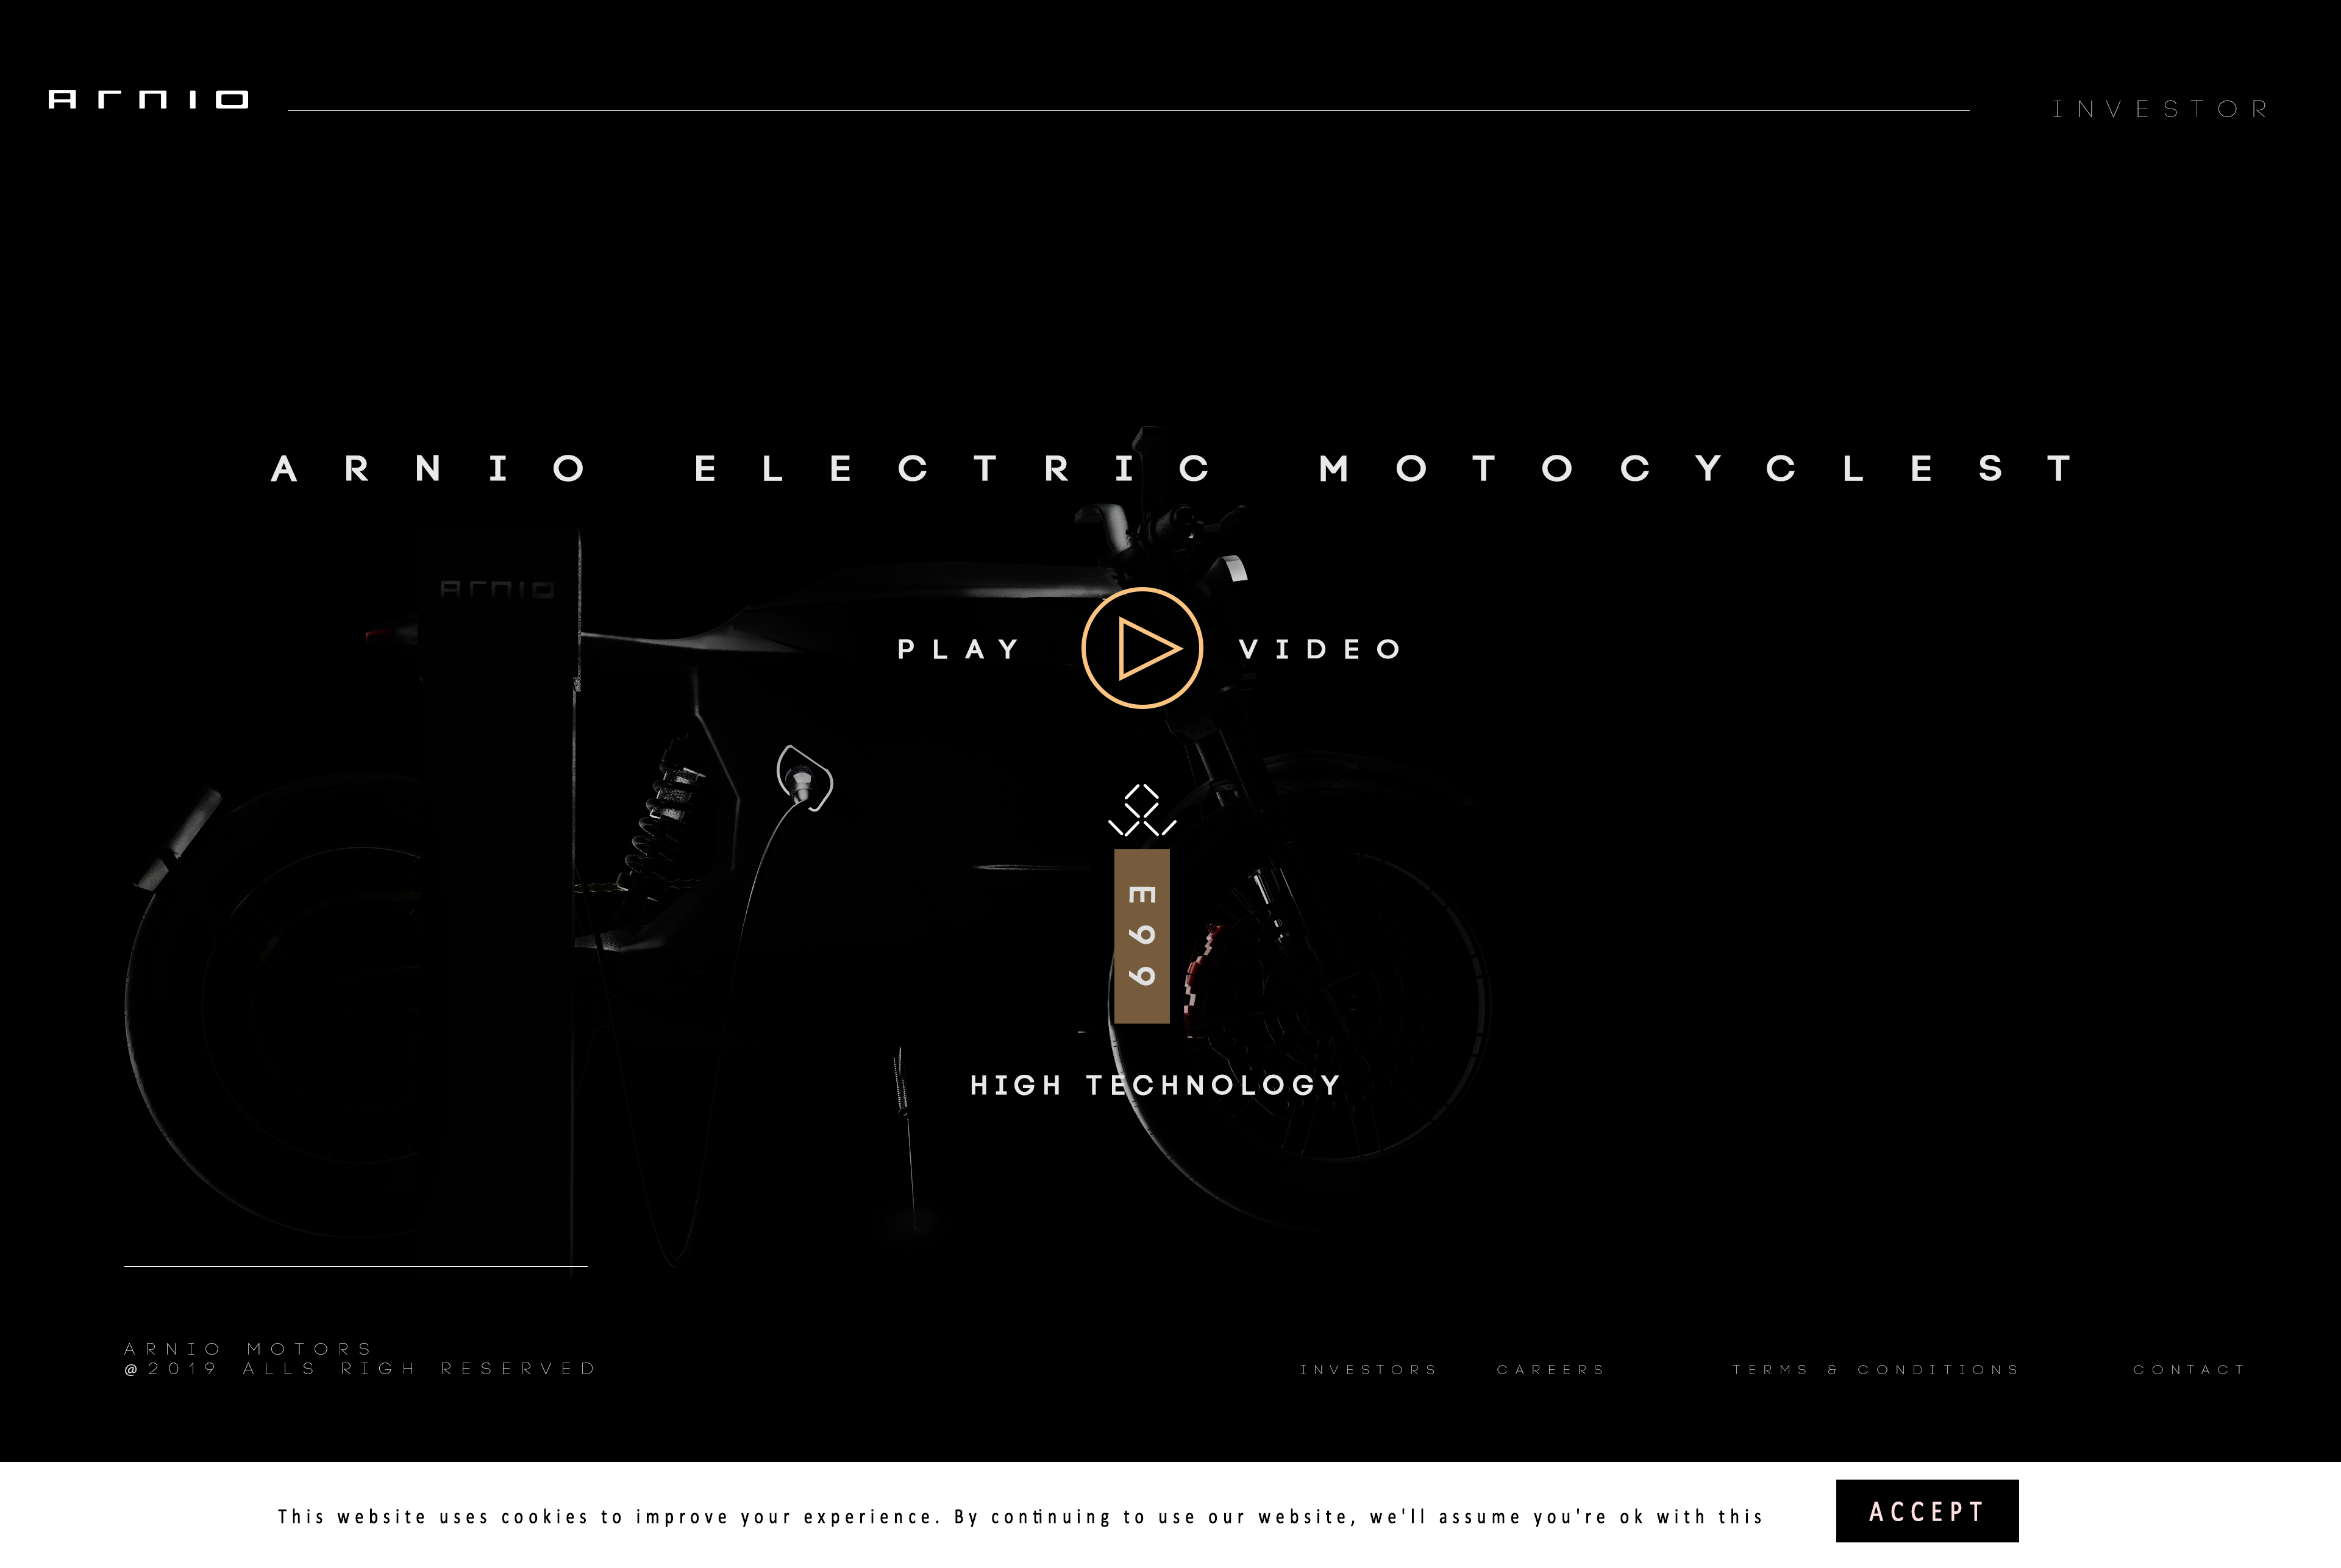 ARNIO
INVESTOR
ARNIO ELECTRIC MOTOCYCLEST
ARNIO
PLAY VIDEO
E99
HIGH TECHNOLOGY
ARNIO MOTORS
@2019 ALLS RIGH RESERVED
INVESTORS CAREERS TERMS & CONDITIONS CONTACT
This website uses cookies to improve your experience. By continuing to use our website, we'll assume you're ok with this
ACCEPT